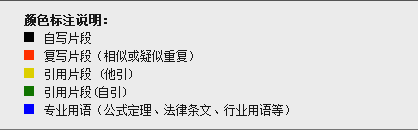 颜色标注说明:
自写片段
复写片段(相似或疑似重复)
引用片段 (他引)
引用片段(自引)
专业用语(公式定理、法律条文、行业用语等)